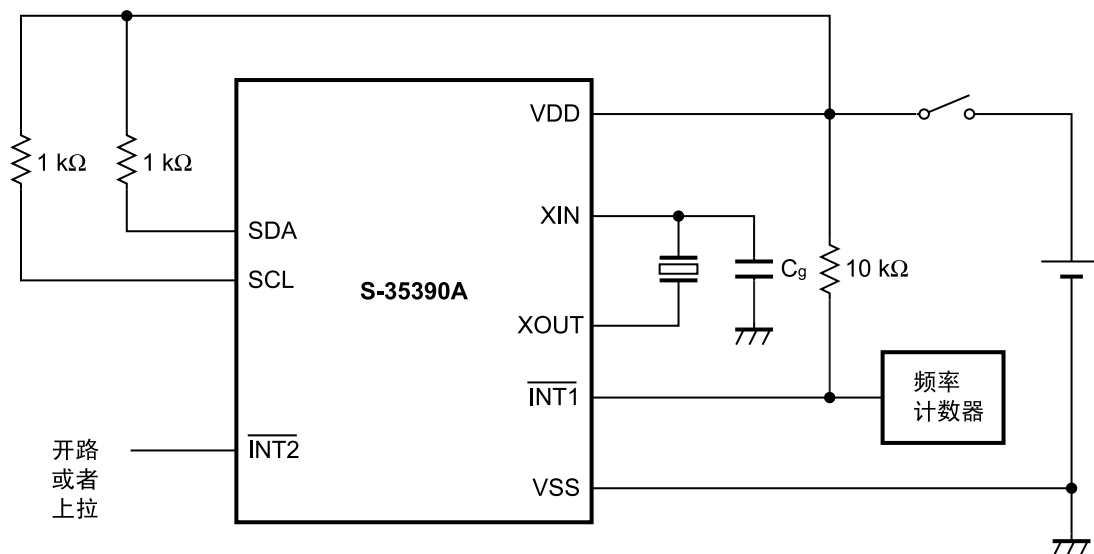 VDD
1 kΩ
1 kΩ
XIN
SDA
SCL
S-35390A
Cg
10 kΩ
XOUT
INT1
频率
计数器
开路
或者
上拉
INT2
VSS